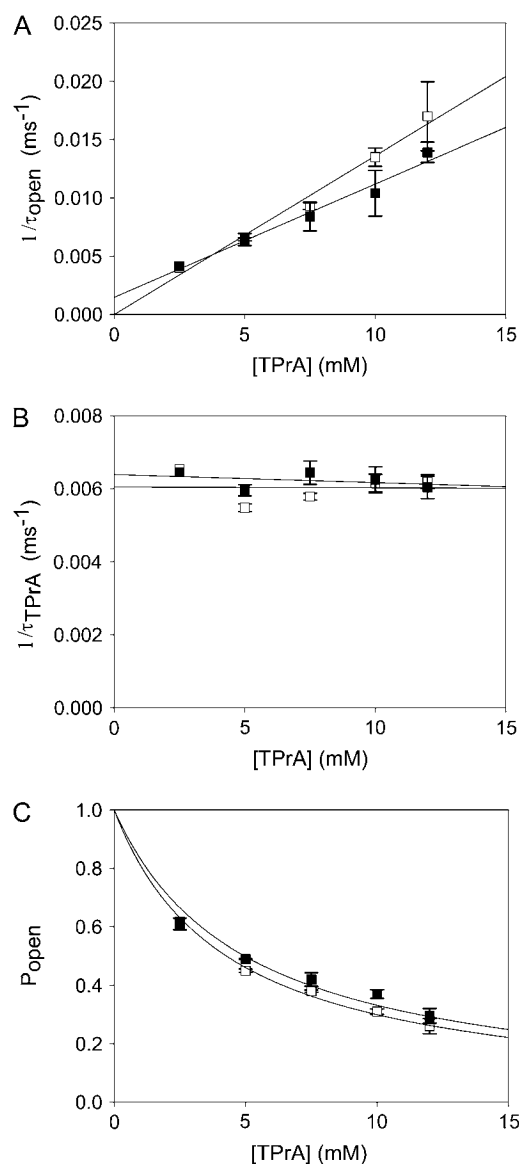 A
0.025
0.020
0.015
0.010
0.005
0.000
1/τopen (ms⁻¹)
0 5 10 15
[TPrA] (mM)
B
0.008
0.006
0.004
0.002
0.000
1/τTPrA (ms⁻¹)
0 5 10 15
[TPrA] (mM)
C
1.0
0.8
0.6
0.4
0.2
0.0
Popen
0 5 10 15
[TPrA] (mM)